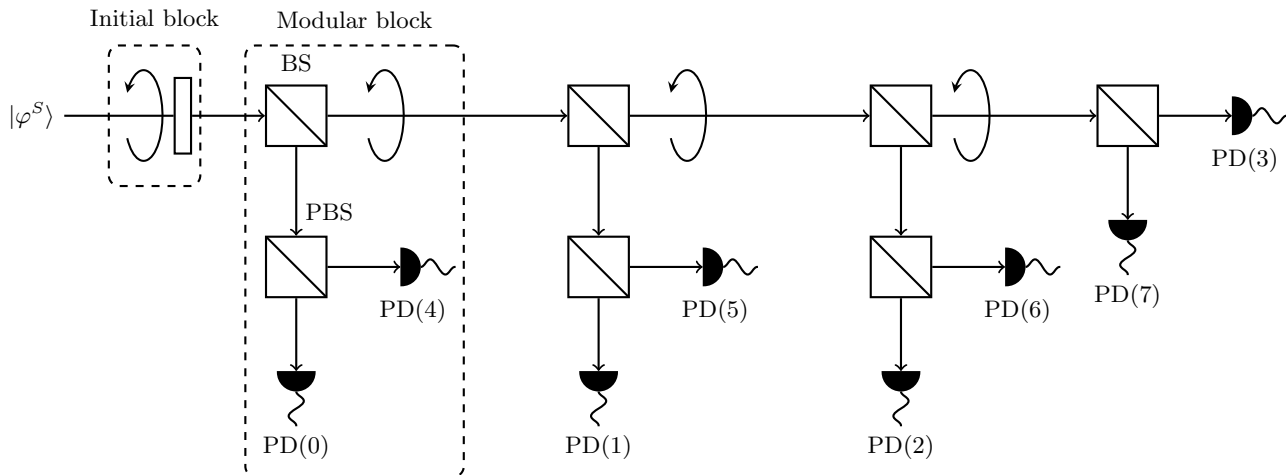 Initial block
Modular block
BS
|φ^S⟩
PD(3)
PBS
PD(4)
PD(5)
PD(6)
PD(7)
PD(0)
PD(1)
PD(2)